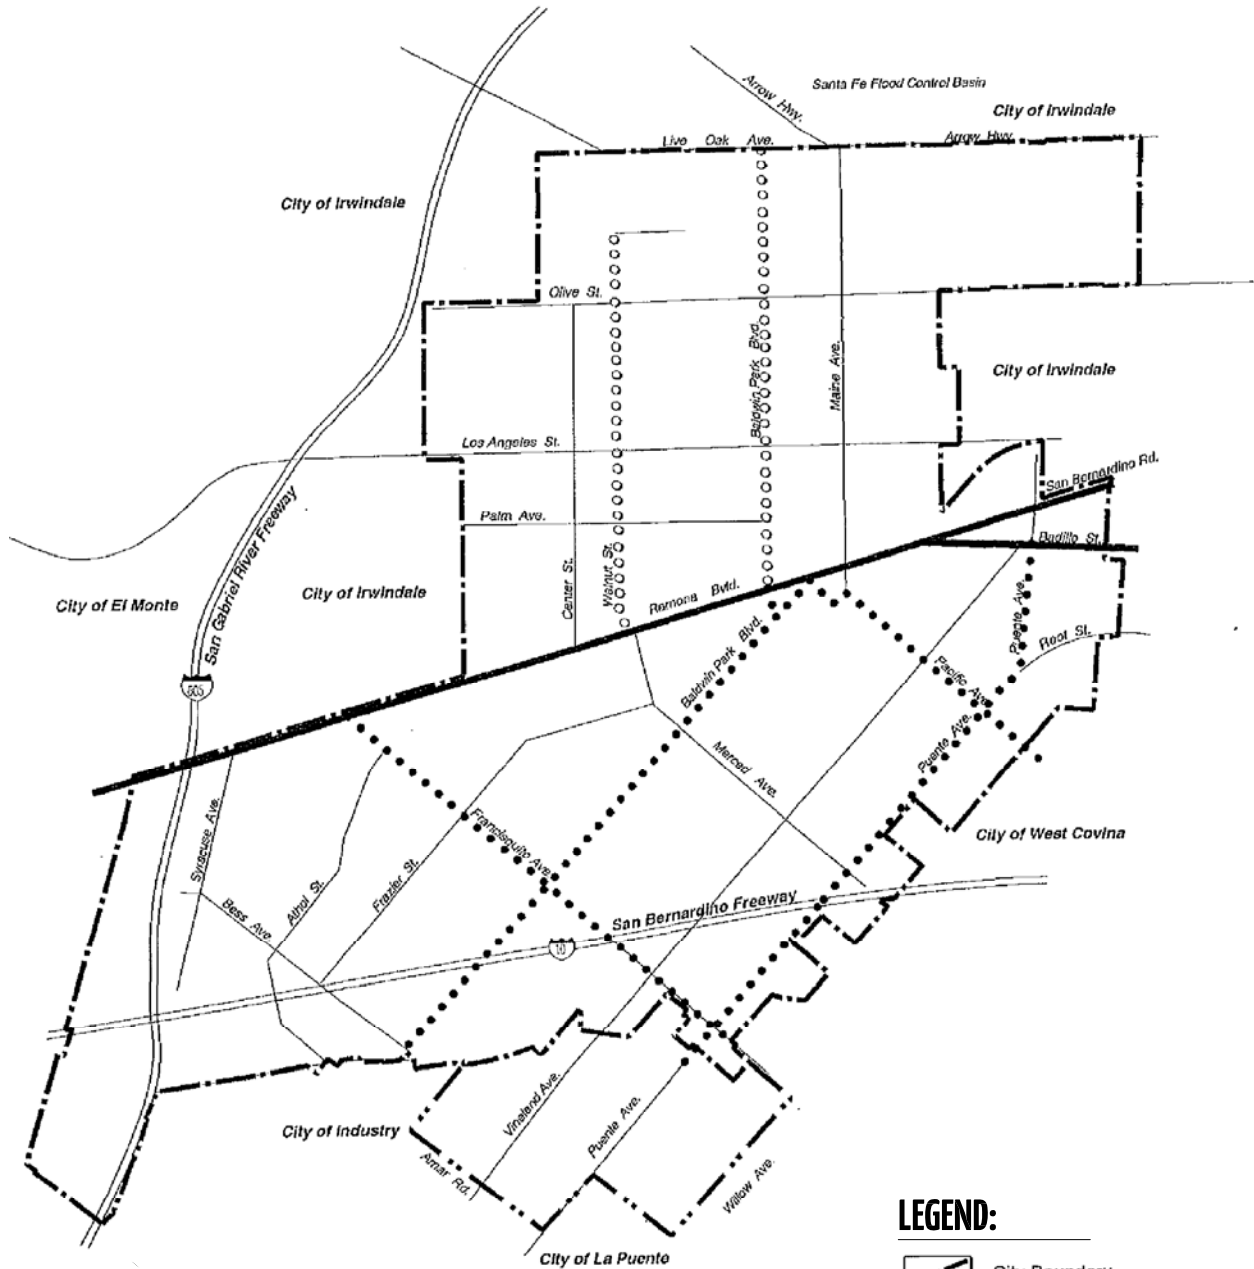 Santa Fe Flood Control Basin
Arrow Hwy.
City of Irwindale
Live Oak Ave.
Arrow Hwy.
City of Irwindale
Olive St.
Baldwin Park Blvd.
Maine Ave.
City of Irwindale
Los Angeles St.
San Bernardino Rd.
San Gabriel River Freeway
Palm Ave.
Badillo St.
Center St.
Walnut St.
City of El Monte
City of Irwindale
Ramona Bvld.
Puente Ave.
Root St.
Baldwin Park Blvd.
Pacific Ave.
605
Puente Ave.
Merced Ave.
Syracuse Ave.
Francisquito Ave.
City of West Covina
Athol St.
Frazier St.
Bess Ave.
San Bernardino Freeway
10
Vineland Ave.
Puente Ave.
City of Industry
Amar Rd.
Willow Ave.
City of La Puente
LEGEND:
City Boundary